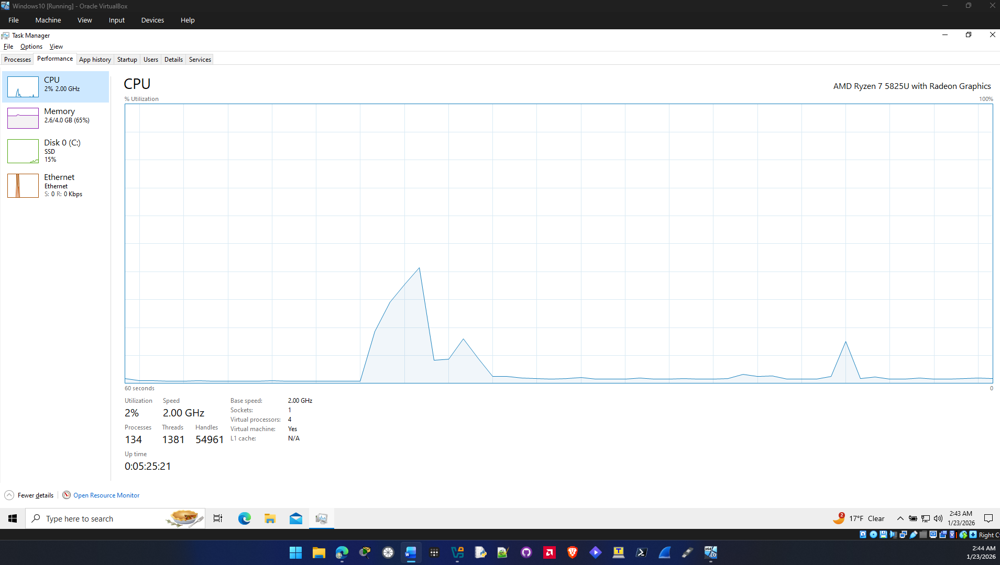 Windows10 [Running] - Oracle VirtualBox
File Machine View Input Devices Help
Task Manager
File Options View
Processes Performance App history Startup Users Details Services
CPU
2% 2.00 GHz
Memory
2.6/4.0 GB (65%)
Disk 0 (C:)
SSD
15%
Ethernet
Ethernet
S: 0 R: 0 Kbps
CPU
AMD Ryzen 7 5825U with Radeon Graphics
% Utilization
100%
60 seconds
0
Utilization Speed
2% 2.00 GHz
Processes Threads Handles
134 1381 54961
Up time
0:05:25:21
Base speed: 2.00 GHz
Sockets: 1
Virtual processors: 4
Virtual machine: Yes
L1 cache: N/A
Fewer details
Open Resource Monitor
Type here to search
2
17°F Clear
2:43 AM
1/23/2026
Right C
2:44 AM
1/23/2026